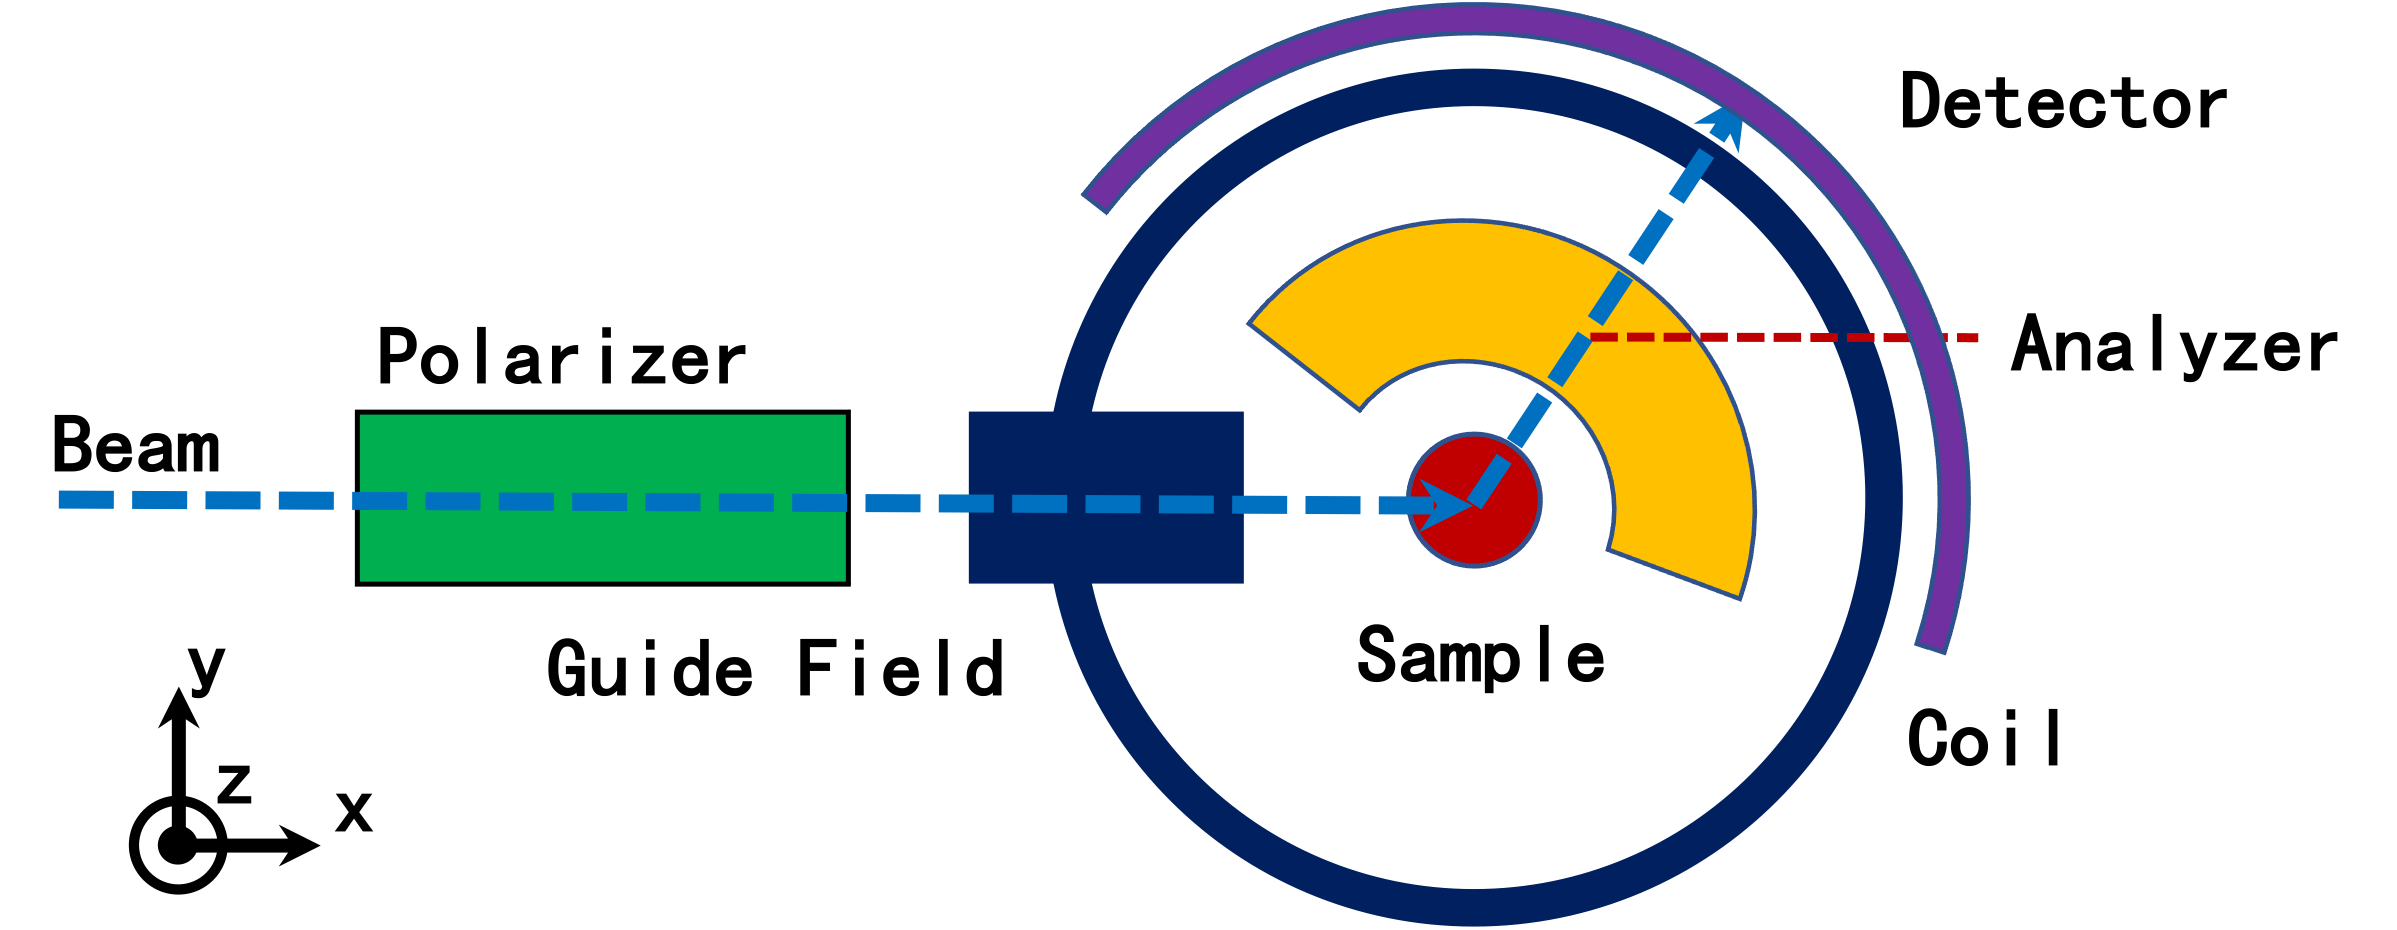 Detector
Polarizer
Analyzer
Beam
Guide Field
Sample
Coil
y
z
x